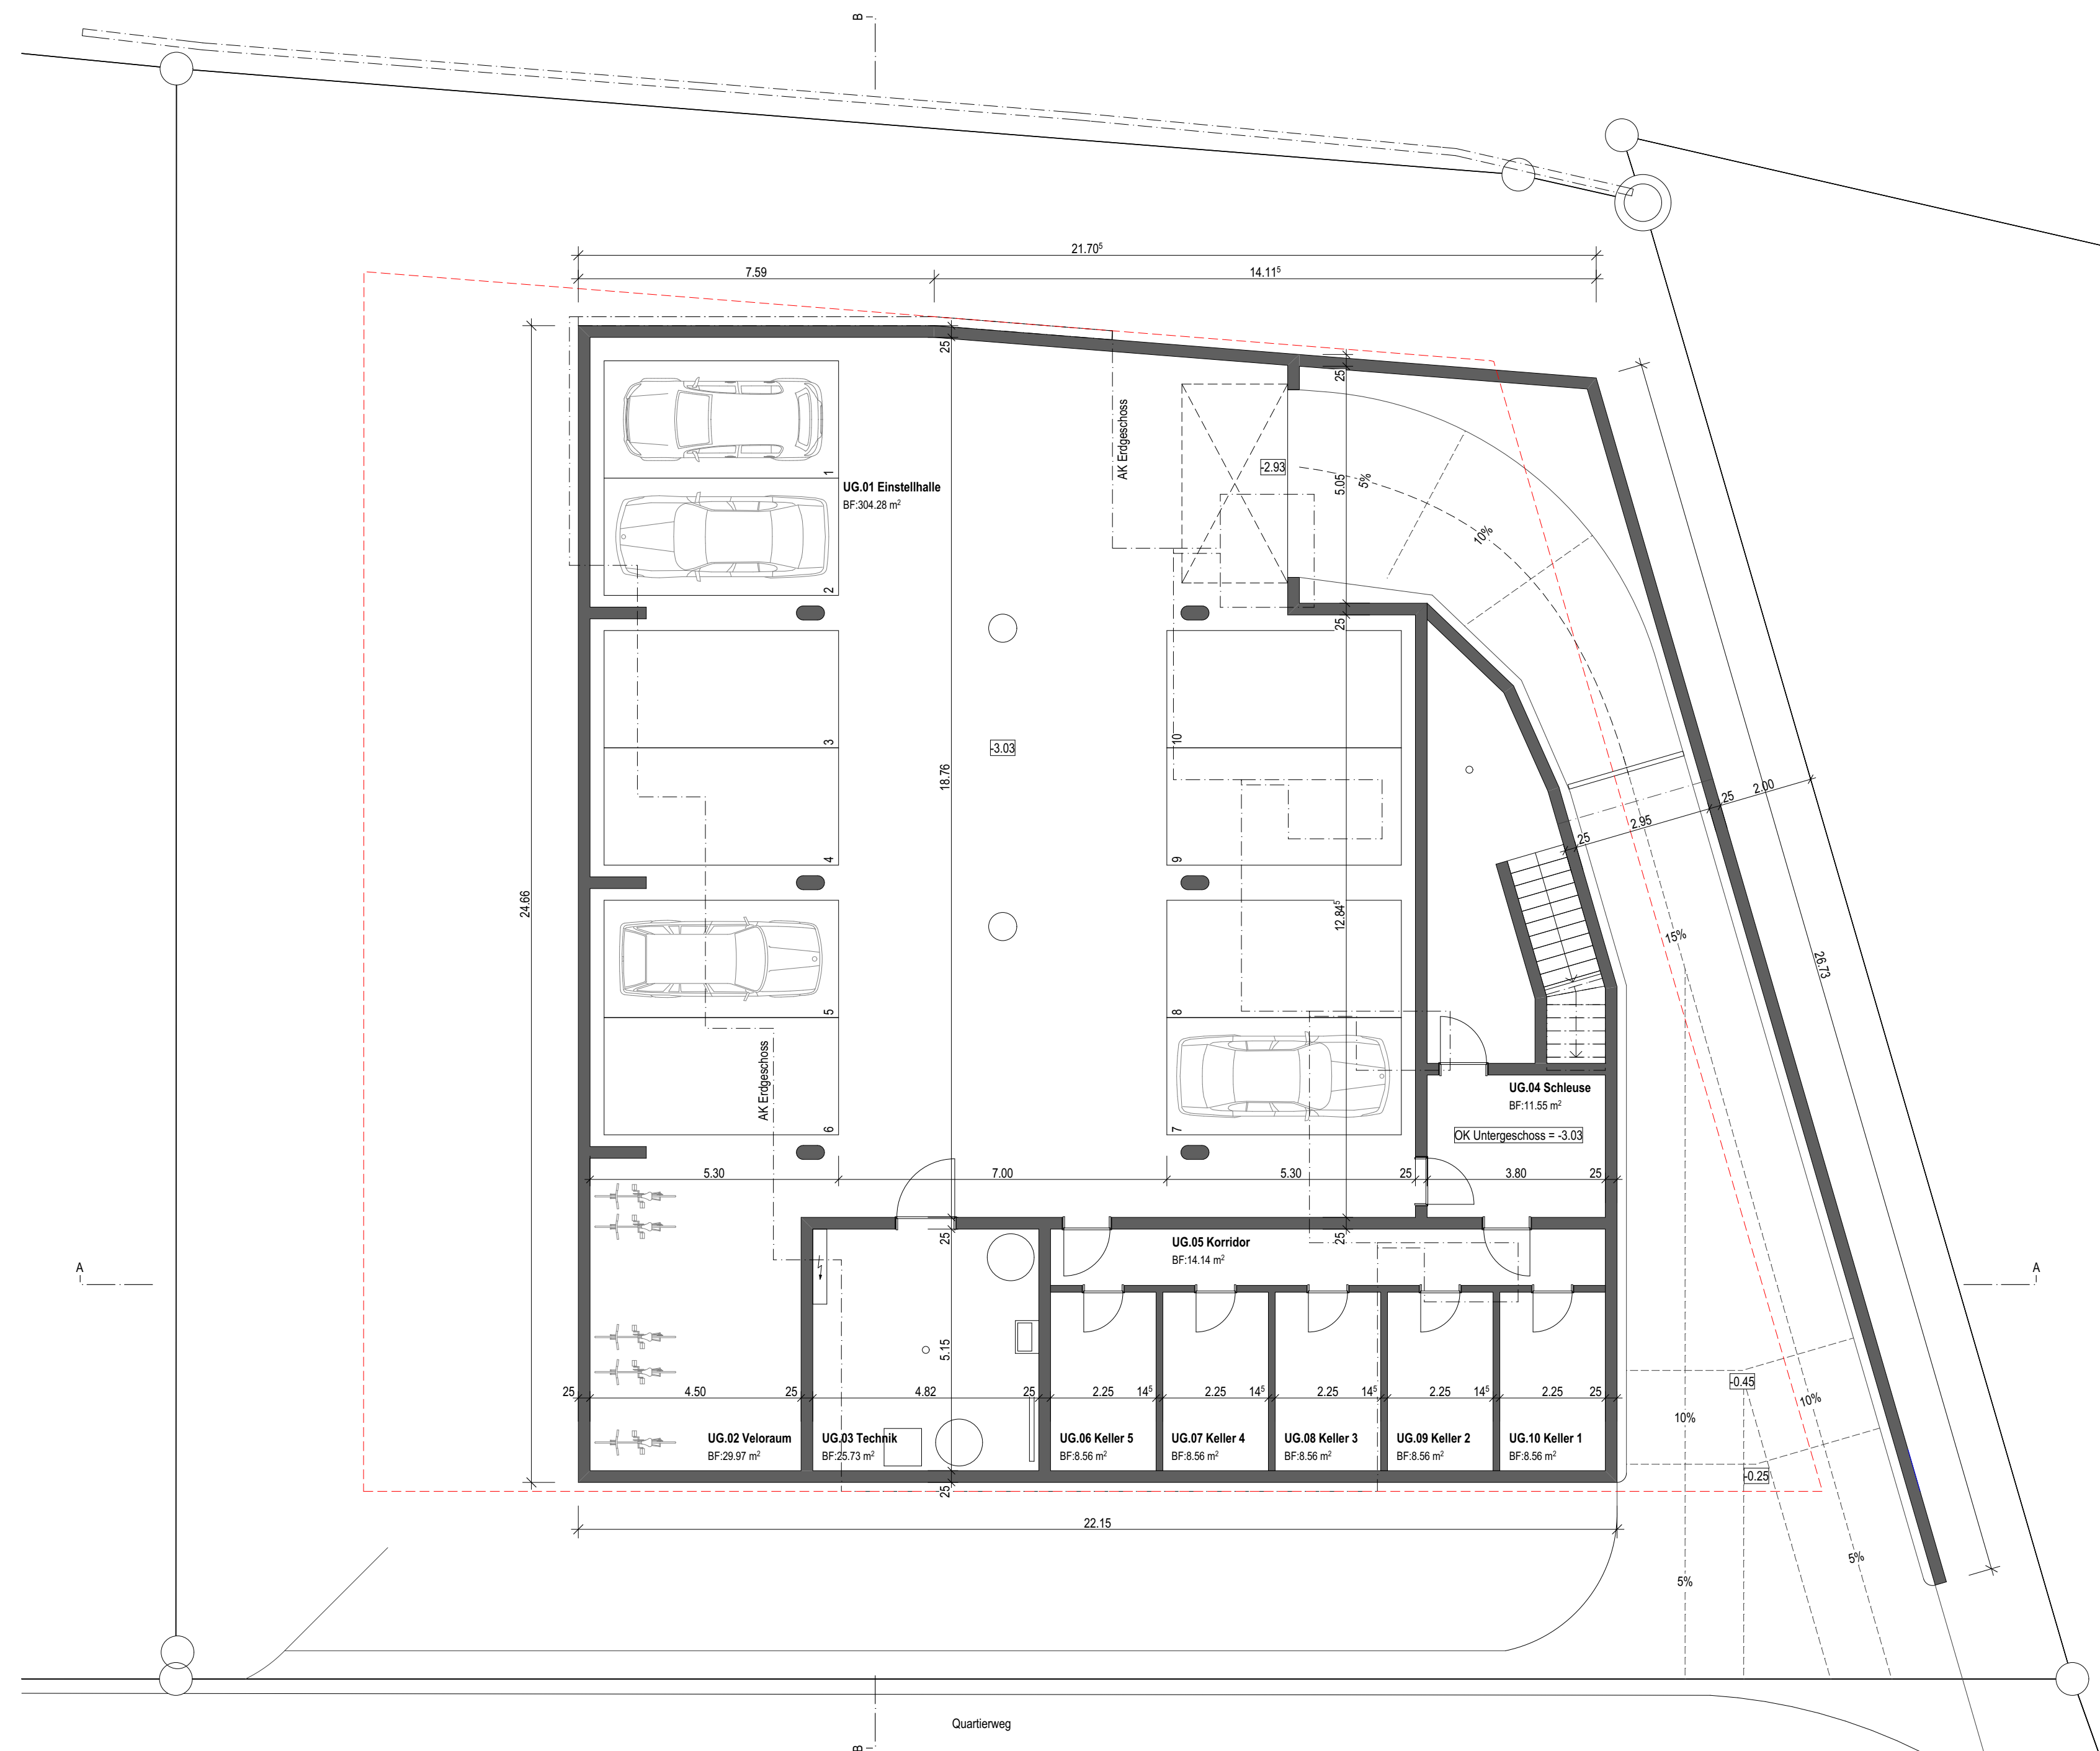 B
21.70⁵
7.59
14.11⁵
25
25
AK Erdgeschoss
1
UG.01 Einstellhalle
BF:304.28 m²
-2.93
5.05
5%
10%
2
25
3
10
-3.03
18.76
25
2.00
2.95
25
4
9
24.66
12.84⁵
15%
26.73
5
8
AK Erdgeschoss
UG.04 Schleuse
BF:11.55 m²
6
7
OK Untergeschoss = -3.03
5.30
7.00
5.30
25
3.80
25
25
25
UG.05 Korridor
BF:14.14 m²
A
A
5.15
-0.45
25
4.50
25
4.82
25
2.25
14⁵
2.25
14⁵
2.25
14⁵
2.25
14⁵
2.25
25
10%
10%
UG.02 Veloraum
BF:29.97 m²
UG.03 Technik
BF:25.73 m²
UG.06 Keller 5
BF:8.56 m²
UG.07 Keller 4
BF:8.56 m²
UG.08 Keller 3
BF:8.56 m²
UG.09 Keller 2
BF:8.56 m²
UG.10 Keller 1
BF:8.56 m²
-0.25
25
22.15
5%
5%
Quartierweg
B